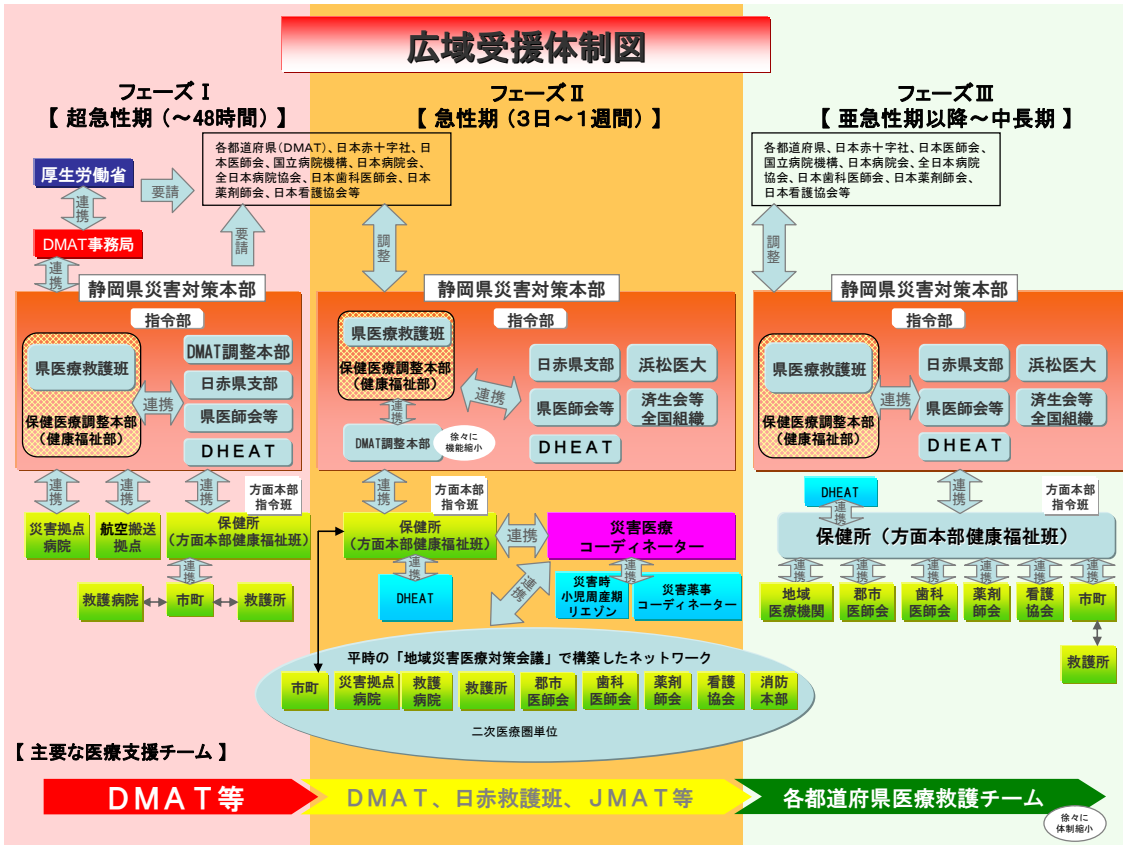 広域受援体制図
フェーズⅠ
【 超急性期（～48時間）】
厚生労働省
要請
連携
DMAT事務局
連携
要請
各都道府県（DMAT）、日本赤十字社、日
本医師会、国立病院機構、日本病院会、
全日本病院協会、日本歯科医師会、日本
薬剤師会、日本看護協会等
静岡県災害対策本部
指令部
県医療救護班
保健医療調整本部
（健康福祉部）
連携
DMAT調整本部
日赤県支部
県医師会等
ＤＨＥＡＴ
連携
連携
連携
方面本部
指令班
災害拠点
病院
航空搬送
拠点
保健所
（方面本部健康福祉班）
連携
救護病院
市町
救護所
フェーズⅡ
【 急性期（３日～１週間）】
調整
静岡県災害対策本部
指令部
県医療救護班
保健医療調整本部
（健康福祉部）
連携
連携
DMAT調整本部
徐々に
機能縮小
日赤県支部
浜松医大
県医師会等
済生会等
全国組織
ＤＨＥＡＴ
連携
方面本部
指令班
保健所
（方面本部健康福祉班）
連携
災害医療
コーディネーター
連携
DHEAT
連携
連携
災害時
小児周産期
リエゾン
災害薬事
コーディネーター
平時の「地域災害医療対策会議」で構築したネットワーク
市町
災害拠点
病院
救護
病院
救護所
郡市
医師会
歯科
医師会
薬剤
師会
看護
協会
消防
本部
二次医療圏単位
フェーズⅢ
【 亜急性期以降～中長期 】
各都道府県、日本赤十字社、日本医師会、
国立病院機構、日本病院会、全日本病院
協会、日本歯科医師会、日本薬剤師会、
日本看護協会等
調整
静岡県災害対策本部
指令部
県医療救護班
保健医療調整本部
（健康福祉部）
連携
日赤県支部
浜松医大
県医師会等
済生会等
全国組織
ＤＨＥＡＴ
DHEAT
連携
連携
方面本部
指令班
保健所（方面本部健康福祉班）
連携
連携
連携
連携
連携
連携
地域
医療機関
郡市
医師会
歯科
医師会
薬剤
師会
看護
協会
市町
救護所
【 主要な医療支援チーム 】
ＤＭＡＴ等
ＤＭＡＴ、日赤救護班、ＪＭＡＴ等
各都道府県医療救護チーム
徐々に
体制縮小